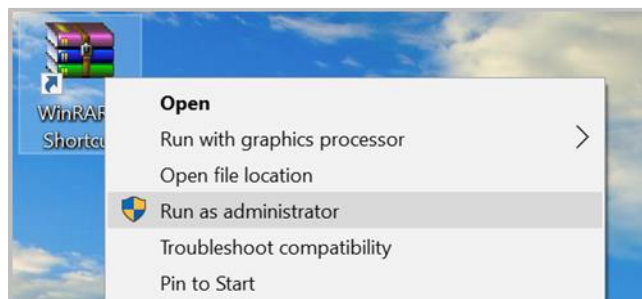 WinRAR
Shortcu
Open
Run with graphics processor
Open file location
Run as administrator
Troubleshoot compatibility
Pin to Start